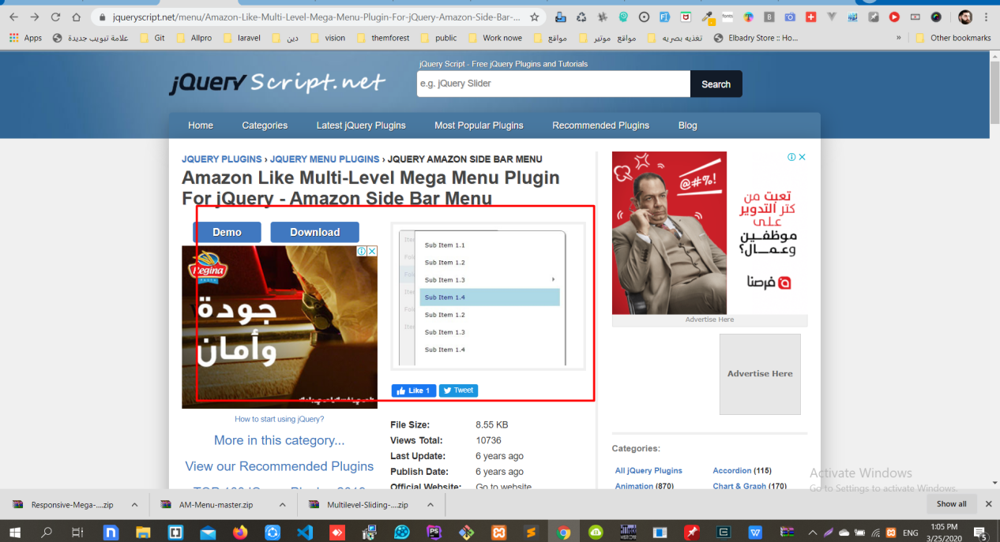 jqueryscript.net/menu/Amazon-Like-Multi-Level-Mega-Menu-Plugin-For-jQuery-Amazon-Side-Bar-...
Apps
علامة تبويب جديدة
Git
Allpro
laravel
دين
vision
themforest
public
Work nowe
مواقع
مواقع موتير
تغذيه بصريه
Elbadry Store :: Ho...
»
Other bookmarks
jQuery Script.net
jQuery Script - Free jQuery Plugins and Tutorials
e.g. jQuery Slider
Search
Home
Categories
Latest jQuery Plugins
Most Popular Plugins
Recommended Plugins
Blog
JQUERY PLUGINS › JQUERY MENU PLUGINS › JQUERY AMAZON SIDE BAR MENU
Amazon Like Multi-Level Mega Menu Plugin
For jQuery - Amazon Side Bar Menu
Demo
Download
Regina
جودة
وأمان
Sub Item 1.1
Sub Item 1.2
Sub Item 1.3
Sub Item 1.4
Sub Item 1.2
Sub Item 1.3
Sub Item 1.4
Like 1
Tweet
How to start using jQuery?
More in this category...
View our Recommended Plugins
File Size: 8.55 KB
Views Total: 10736
Last Update: 6 years ago
Publish Date: 6 years ago
Official Website: Go to website
@#%!
تعبت من
كتر التدوير
على
موظفين
وعمال؟
فرصنا
Advertise Here
Advertise Here
Categories:
All jQuery Plugins
Accordion (115)
Animation (870)
Chart & Graph (170)
Activate Windows
Go to Settings to activate Windows.
Responsive-Mega-....zip
AM-Menu-master.zip
Multilevel-Sliding-....zip
Show all
ENG
1:05 PM
3/25/2020
5